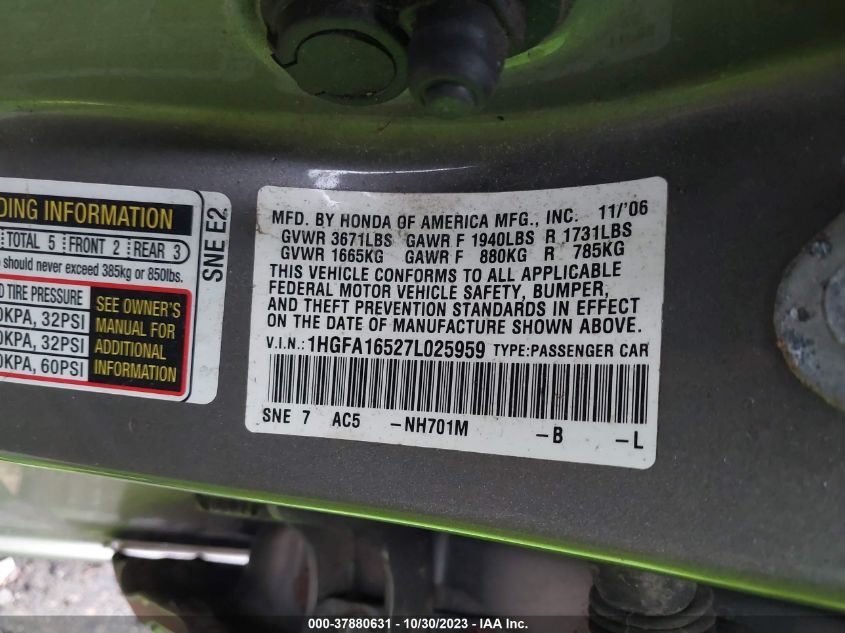 DING INFORMATION
TOTAL 5 FRONT 2 REAR 3
should never exceed 385kg or 850lbs.
TIRE PRESSURE
KPA, 32PSI
KPA, 32PSI
KPA, 60PSI
SEE OWNER'S
MANUAL FOR
ADDITIONAL
INFORMATION
SNE E2
MFD. BY HONDA OF AMERICA MFG., INC. 11/'06
GVWR 3671LBS GAWR F 1940LBS R 1731LBS
GVWR 1665KG GAWR F 880KG R 785KG
THIS VEHICLE CONFORMS TO ALL APPLICABLE
FEDERAL MOTOR VEHICLE SAFETY, BUMPER,
AND THEFT PREVENTION STANDARDS IN EFFECT
ON THE DATE OF MANUFACTURE SHOWN ABOVE.
V.I.N.: 1HGFA16527L025959 TYPE:PASSENGER CAR
SNE 7 AC5 -NH701M -B -L
000-37880631 - 10/30/2023 - IAA Inc.